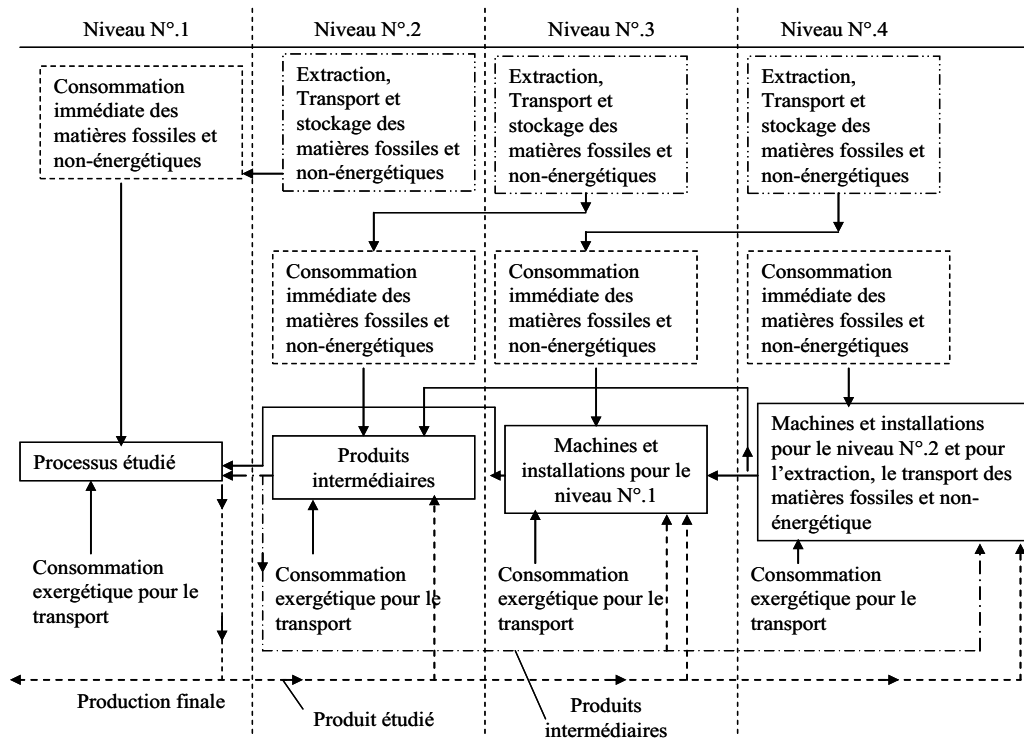 Niveau N°.1
Niveau N°.2
Niveau N°.3
Niveau N°.4
Consommation
immédiate des
matières fossiles et
non-énergétiques
Extraction,
Transport et
stockage des
matières fossiles et
non-énergétiques
Extraction,
Transport et
stockage des
matières fossiles et
non-énergétiques
Extraction,
Transport et
stockage des
matières fossiles et
non-énergétiques
Consommation
immédiate des
matières fossiles et
non-énergétiques
Consommation
immédiate des
matières fossiles et
non-énergétiques
Consommation
immédiate des
matières fossiles et
non-énergétiques
Processus étudié
Produits
intermédiaires
Machines et
installations pour le
niveau N°.1
Machines et installations
pour le niveau N°.2 et pour
l’extraction, le transport des
matières fossiles et non-
énergétique
Consommation
exergétique pour le
transport
Consommation
exergétique pour le
transport
Consommation
exergétique pour le
transport
Consommation
exergétique pour le
transport
Production finale
Produit étudié
Produits
intermédiaires